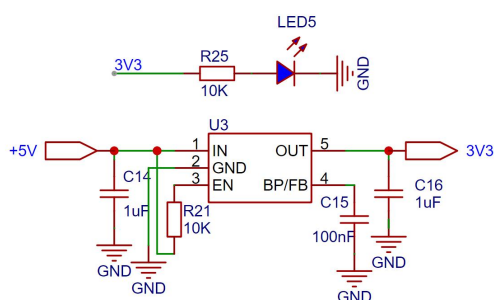 LED5
3V3
R25
10K
GND
U3
+5V
1
IN
OUT
5
3V3
2
GND
3
EN
BP/FB
4
C14
1uF
R21
10K
C15
100nF
C16
1uF
GND
GND
GND
GND